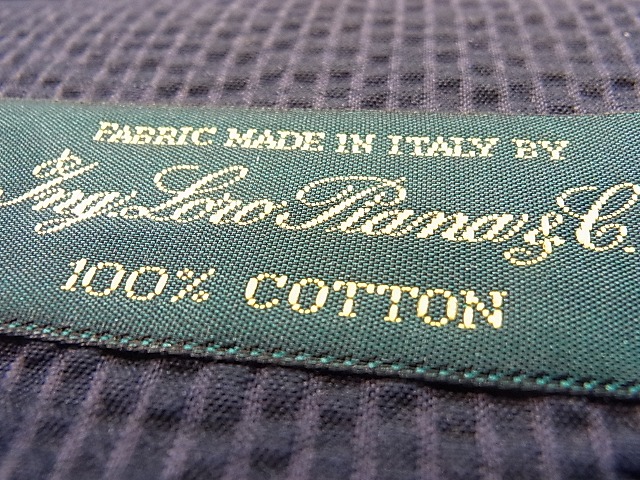 FABRIC MADE IN ITALY BY
Ing. Loro Piana & C.
100% COTTON